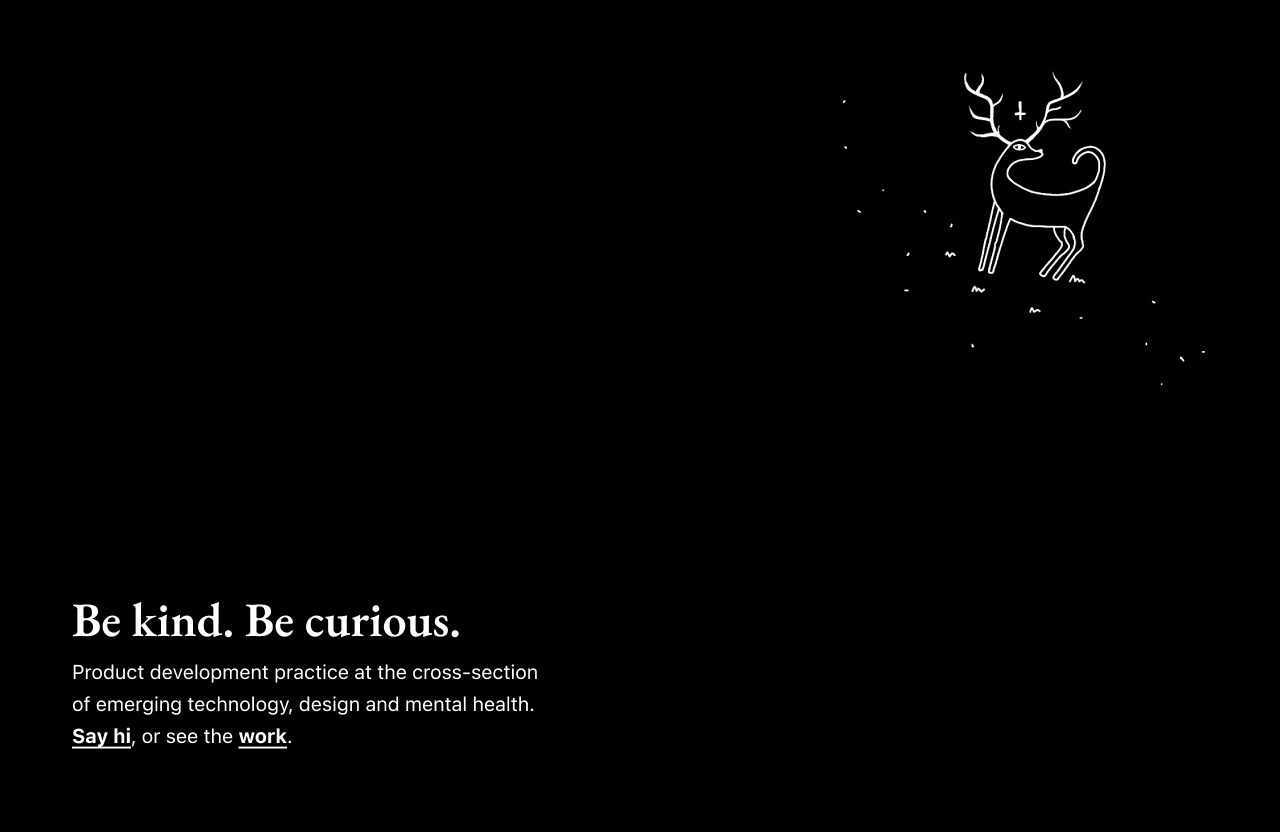 Be kind. Be curious.
Product development practice at the cross-section
of emerging technology, design and mental health.
Say hi, or see the work.